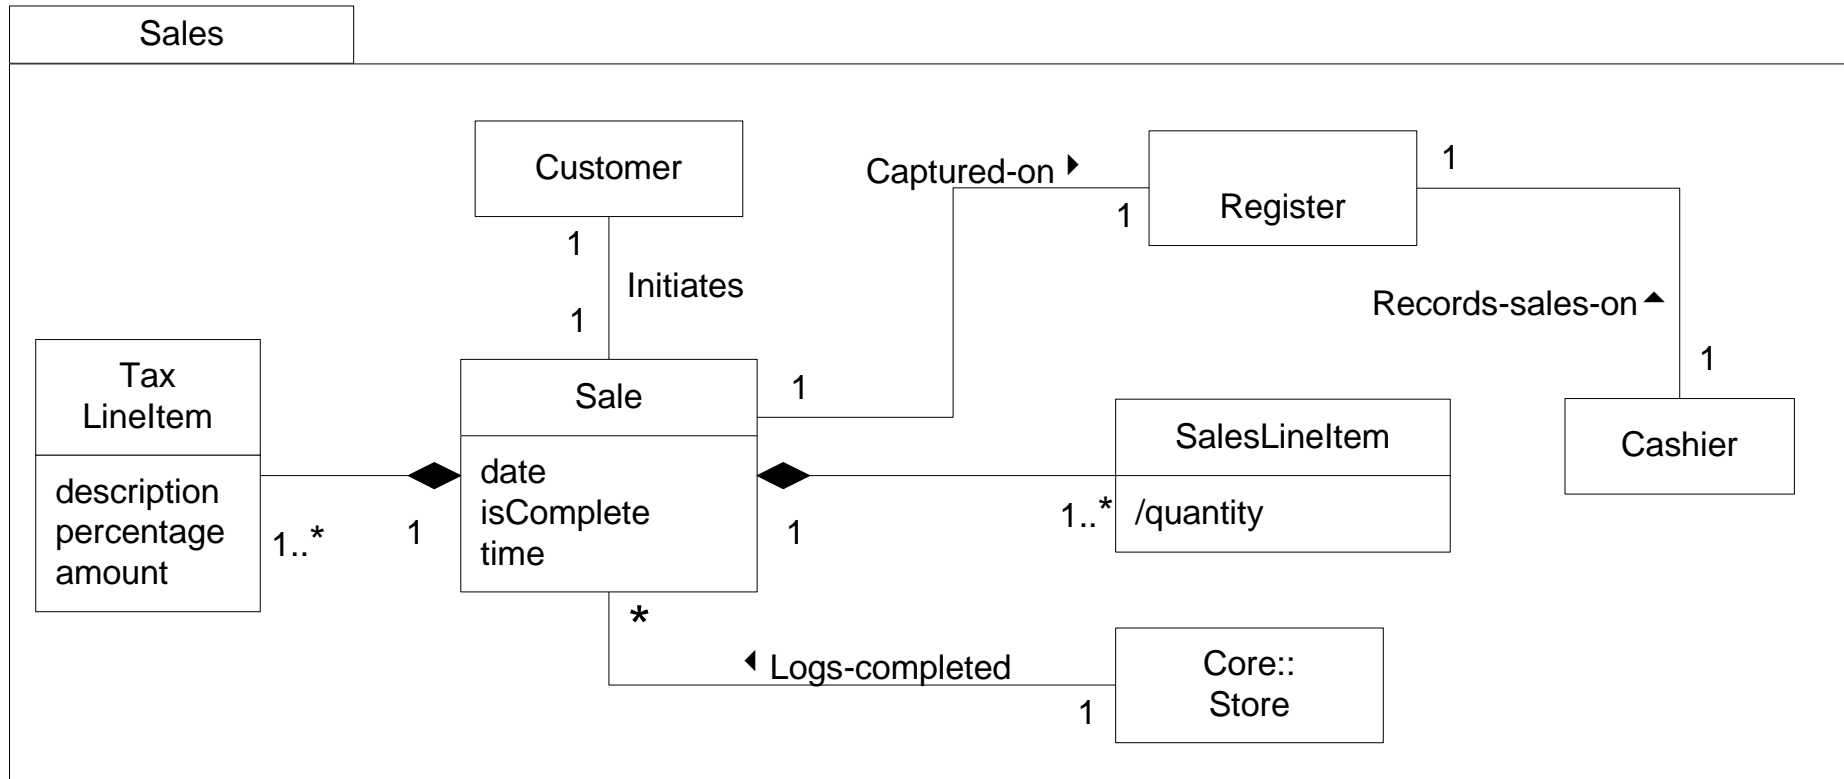 Sales
Customer
Captured-on
1
Register
1
1
Initiates
Records-sales-on
1
1
Tax
LineItem
Sale
1
SalesLineItem
Cashier
description
percentage
amount
1..*
1
date
isComplete
time
1
1..*
/quantity
*
Logs-completed
1
Core::
Store